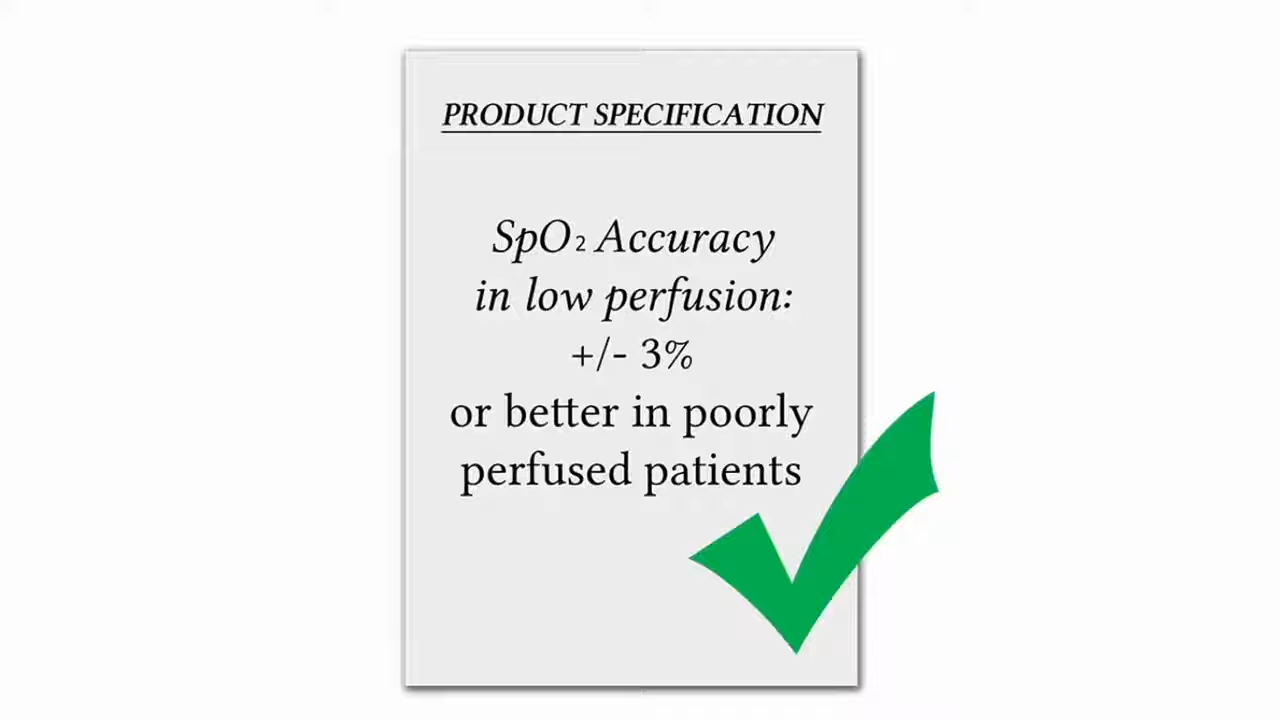 PRODUCT SPECIFICATION
SpO₂ Accuracy
in low perfusion:
+/- 3%
or better in poorly
perfused patients